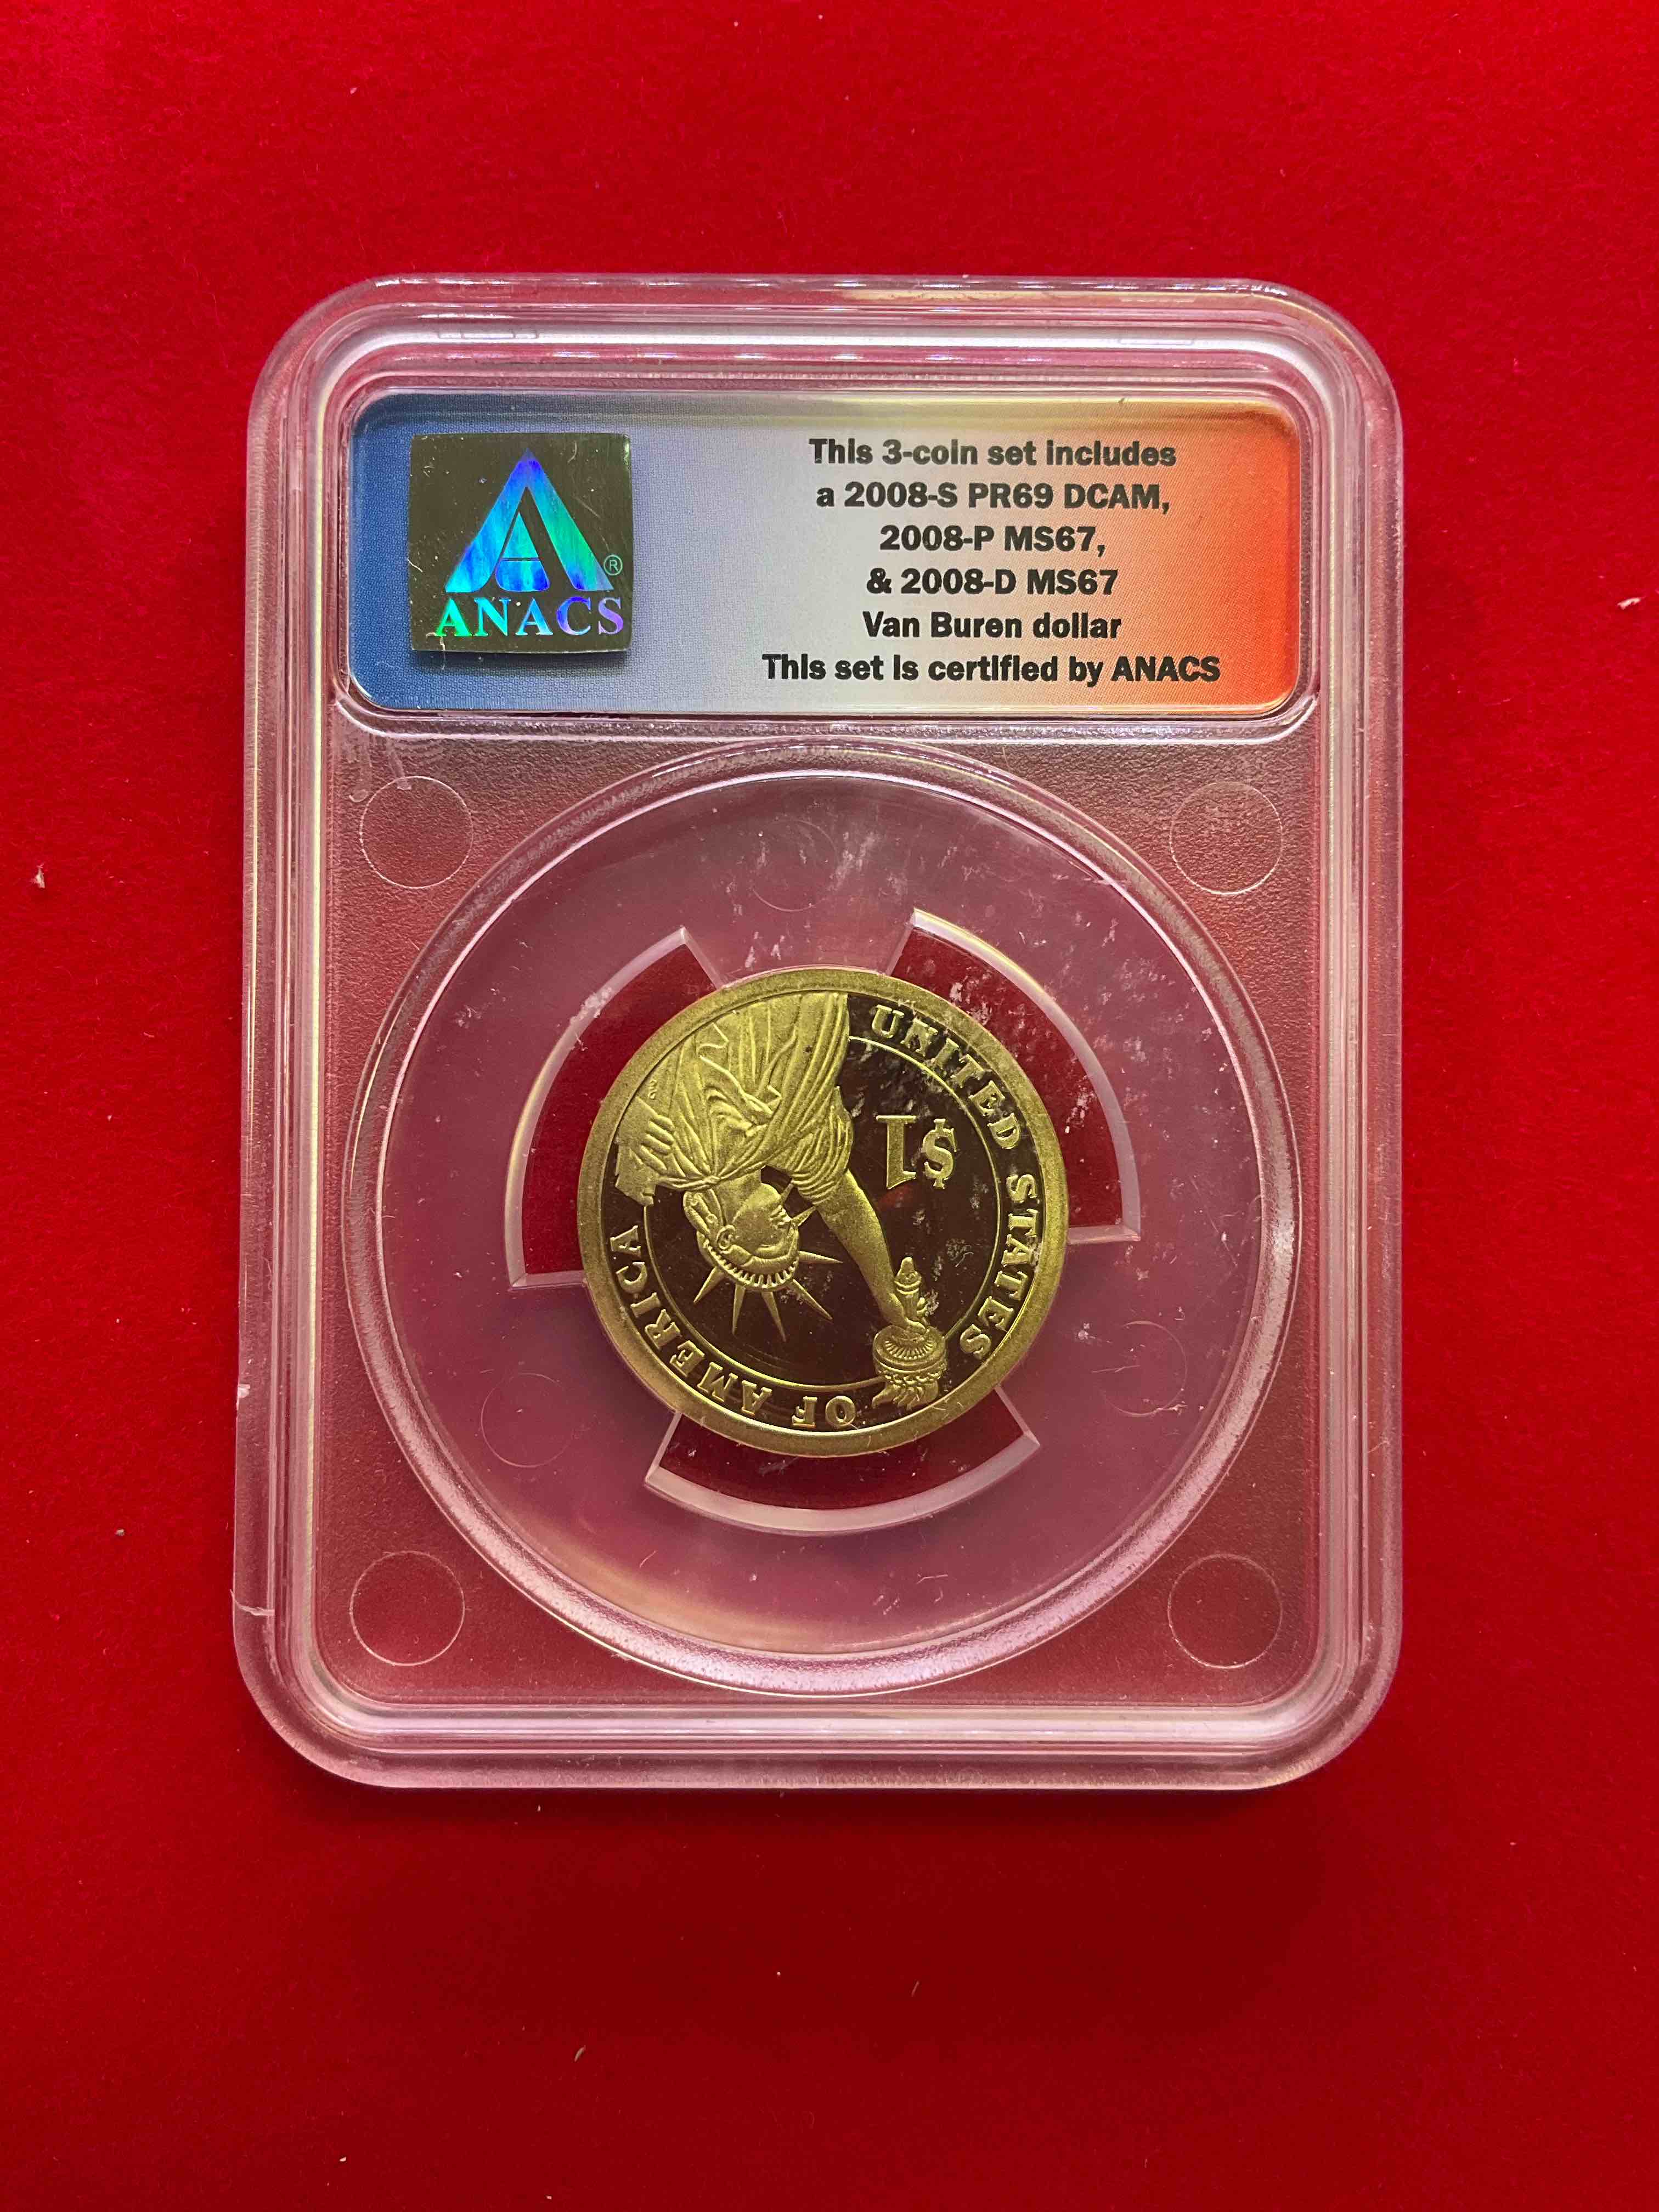 A
®
ANACS
This 3-coin set includes
a 2008-S PR69 DCAM,
2008-P MS67,
& 2008-D MS67
Van Buren dollar
This set is certified by ANACS
UNITED STATES
OF AMERICA
$1